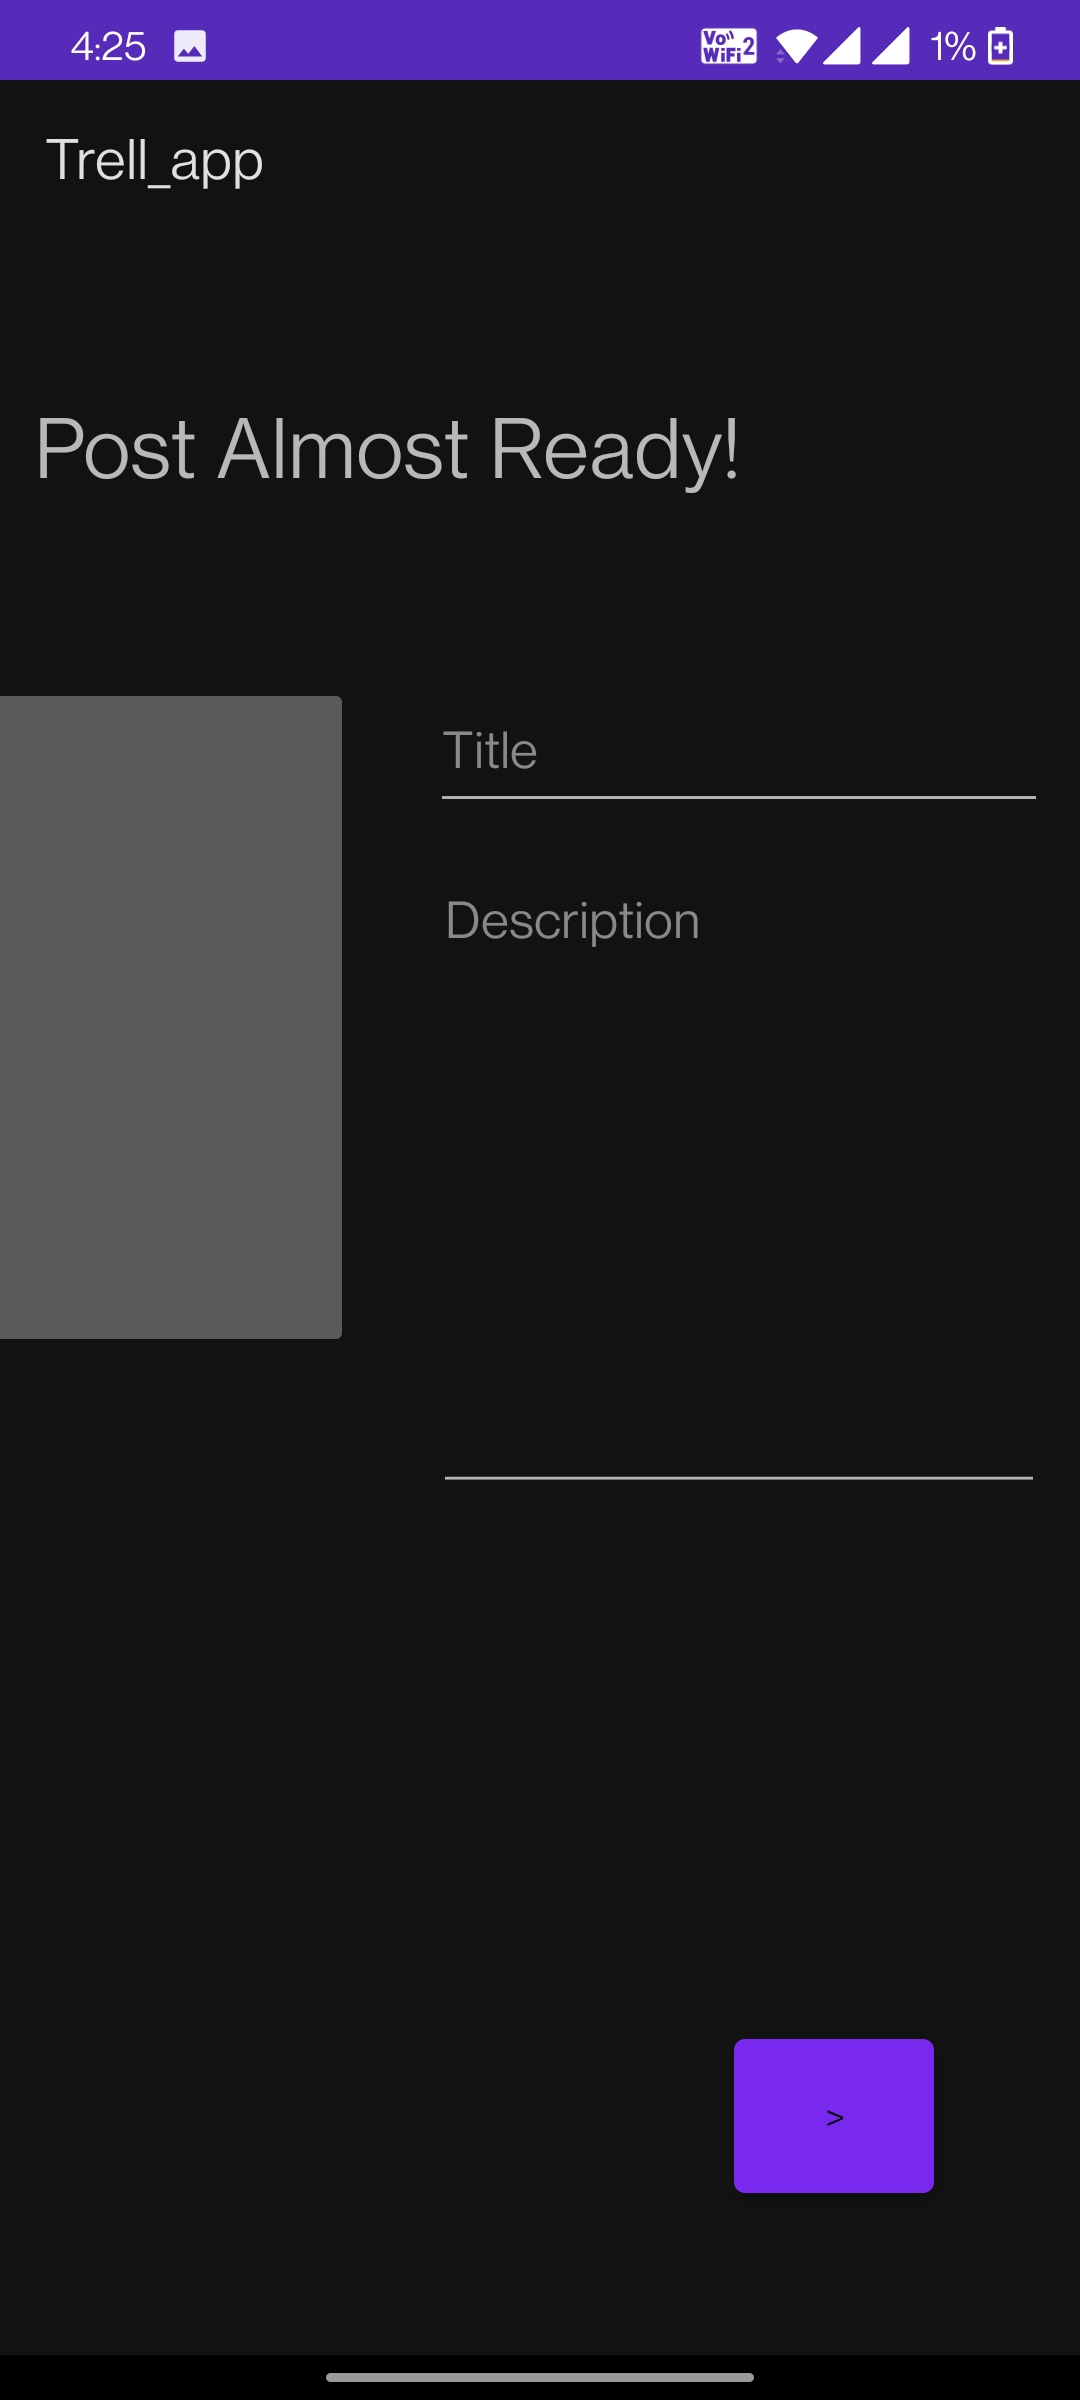 4:25 Vo WiFi 2 1%
Trell_app
Post Almost Ready!
Title
Description
>